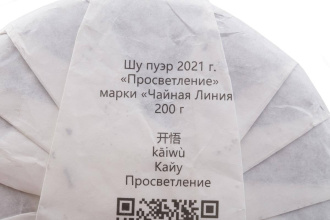 Шу пуэр 2021 г.
«Просветление»
марки «Чайная Линия
200 г
开悟
kāiwù
Кайу
Просветление